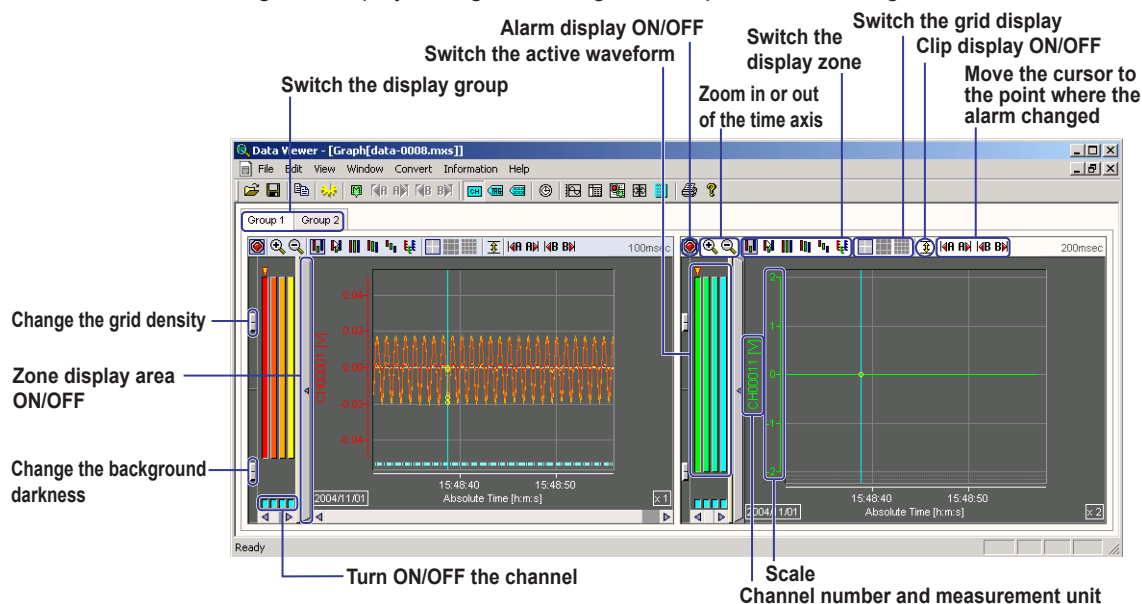 Alarm display ON/OFF
Switch the active waveform
Switch the display group
Zoom in or out
of the time axis
Switch the
display zone
Switch the grid display
Clip display ON/OFF
Move the cursor to
the point where the
alarm changed
Data Viewer - [Graph[data-0008.mxs]]
File Edit View Window Convert Information Help
CH
Group 1 Group 2
100msec
200msec
Change the grid density
Zone display area
ON/OFF
Change the background
darkness
CH00001 [V]
0.04
0.02
0.00
-0.02
-0.04
15:48:40 15:48:50
2004/11/01 Absolute Time [h:m:s] x 1
CH00011 [V]
2
1
0
-1
-2
15:48:40 15:48:50
2004/11/01 Absolute Time [h:m:s] x 2
Ready
Turn ON/OFF the channel
Scale
Channel number and measurement unit